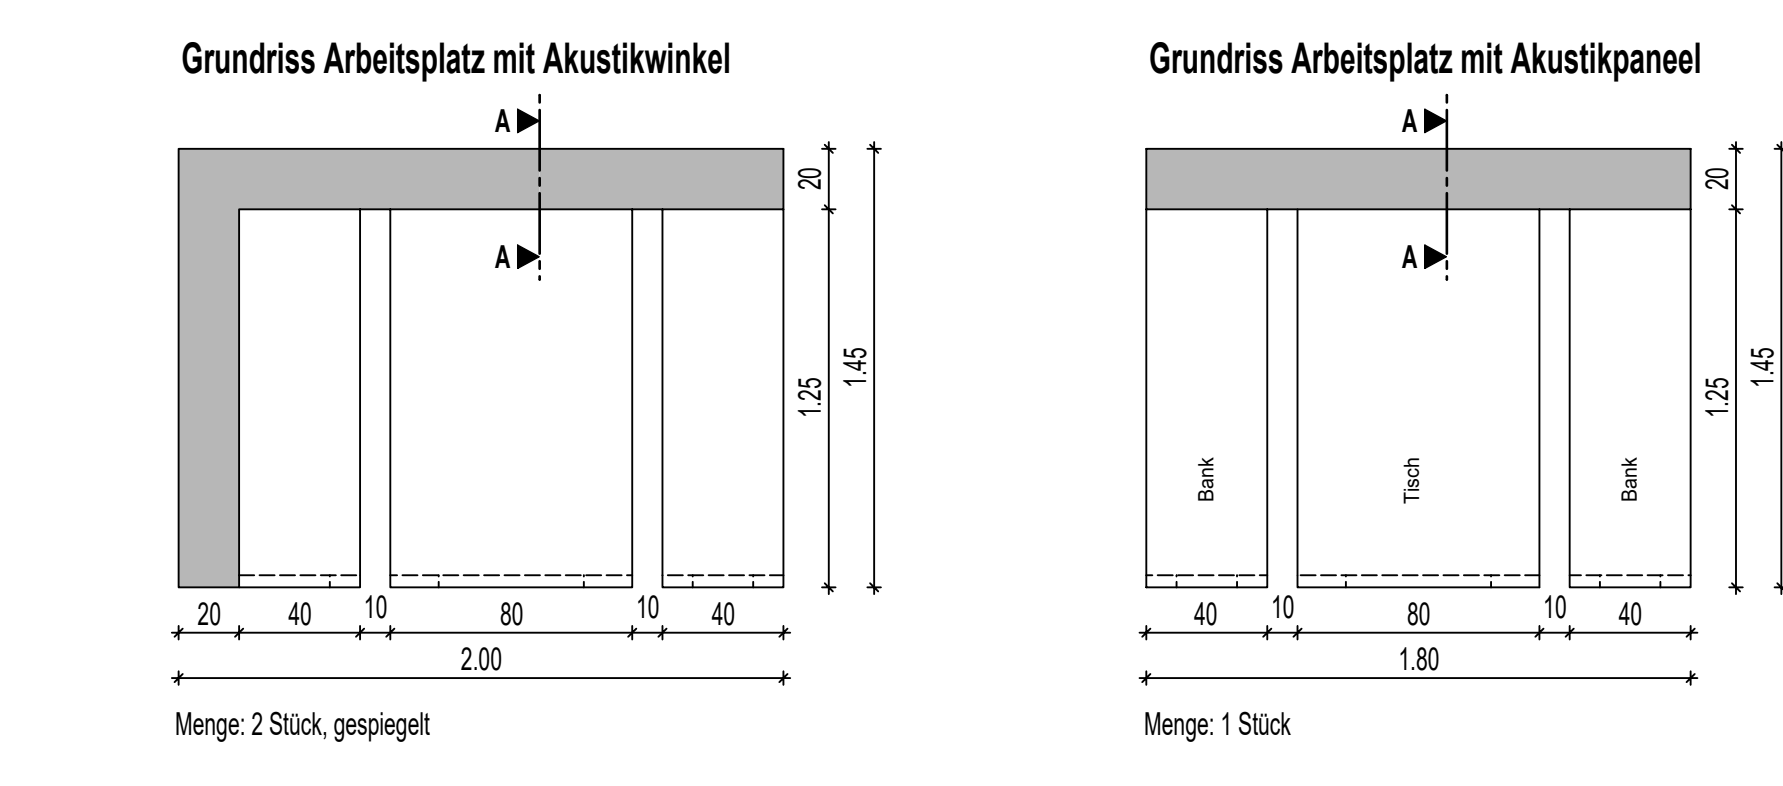 Grundriss Arbeitsplatz mit Akustikwinkel
A
A
20
1.25
1.45
20 40 10 80 10 40
2.00
Menge: 2 Stück, gespiegelt
Grundriss Arbeitsplatz mit Akustikpaneel
A
A
20
1.25
1.45
Bank
Tisch
Bank
40 10 80 10 40
1.80
Menge: 1 Stück